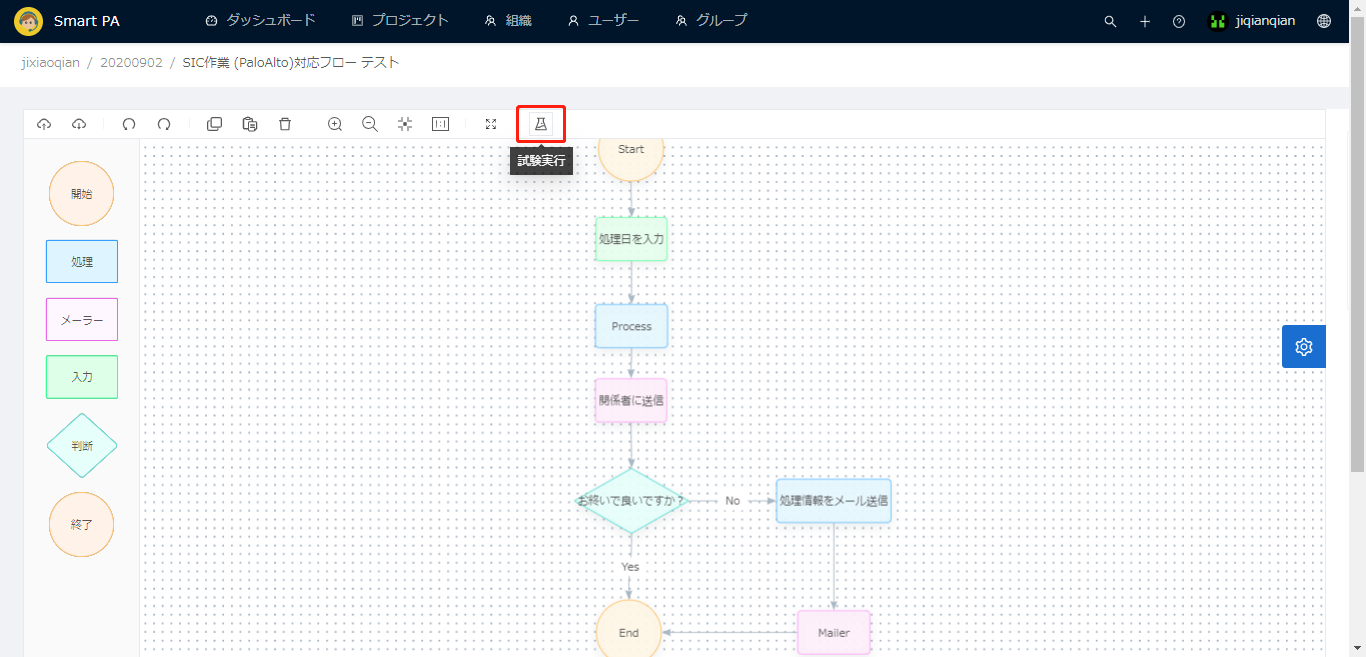 Smart PA ダッシュボード プロジェクト 組織 ユーザー グループ jiqianqian
jixiaoqian / 20200902 / SIC作業 (PaloAlto)対応フロー テスト
試験実行
開始
処理
メーラー
入力
判断
終了
Start
処理日を入力
Process
関係者に送信
お終いで良いですか？ No 処理情報をメール送信
Yes
End Mailer